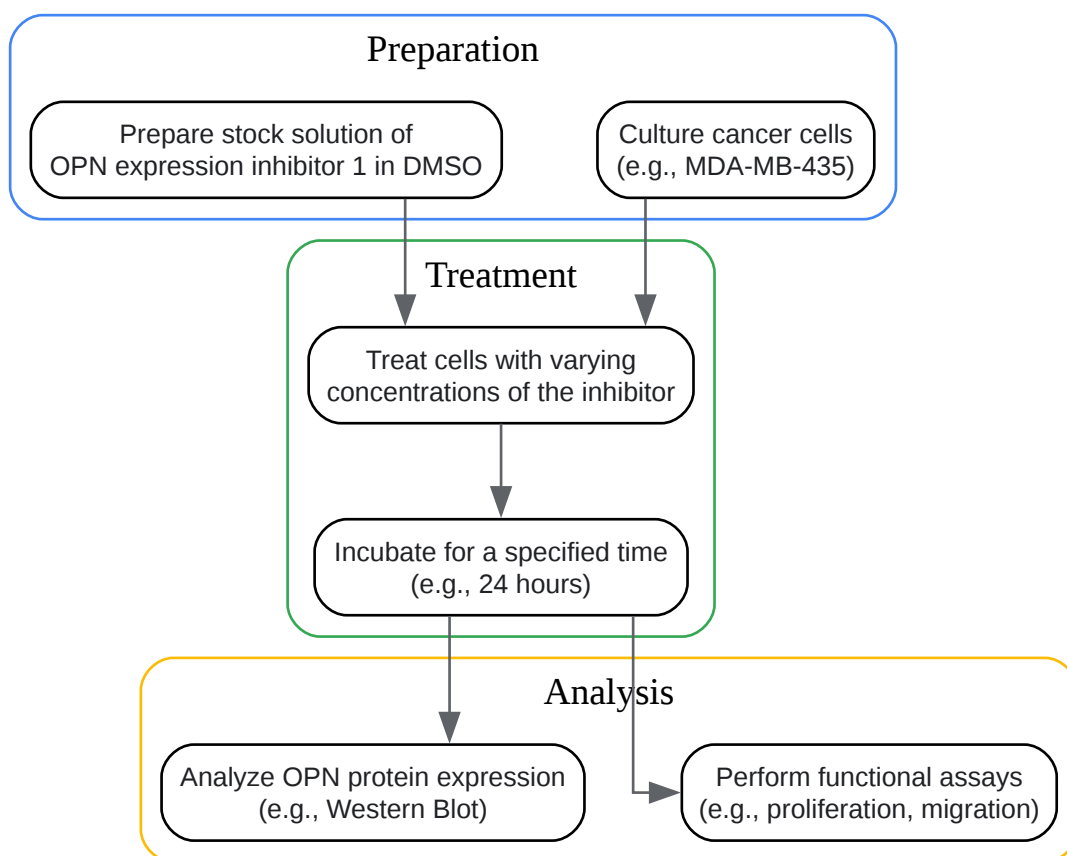 Preparation
Prepare stock solution of
OPN expression inhibitor 1 in DMSO
Culture cancer cells
(e.g., MDA-MB-435)
Treatment
Treat cells with varying
concentrations of the inhibitor
Incubate for a specified time
(e.g., 24 hours)
Analysis
Analyze OPN protein expression
(e.g., Western Blot)
Perform functional assays
(e.g., proliferation, migration)